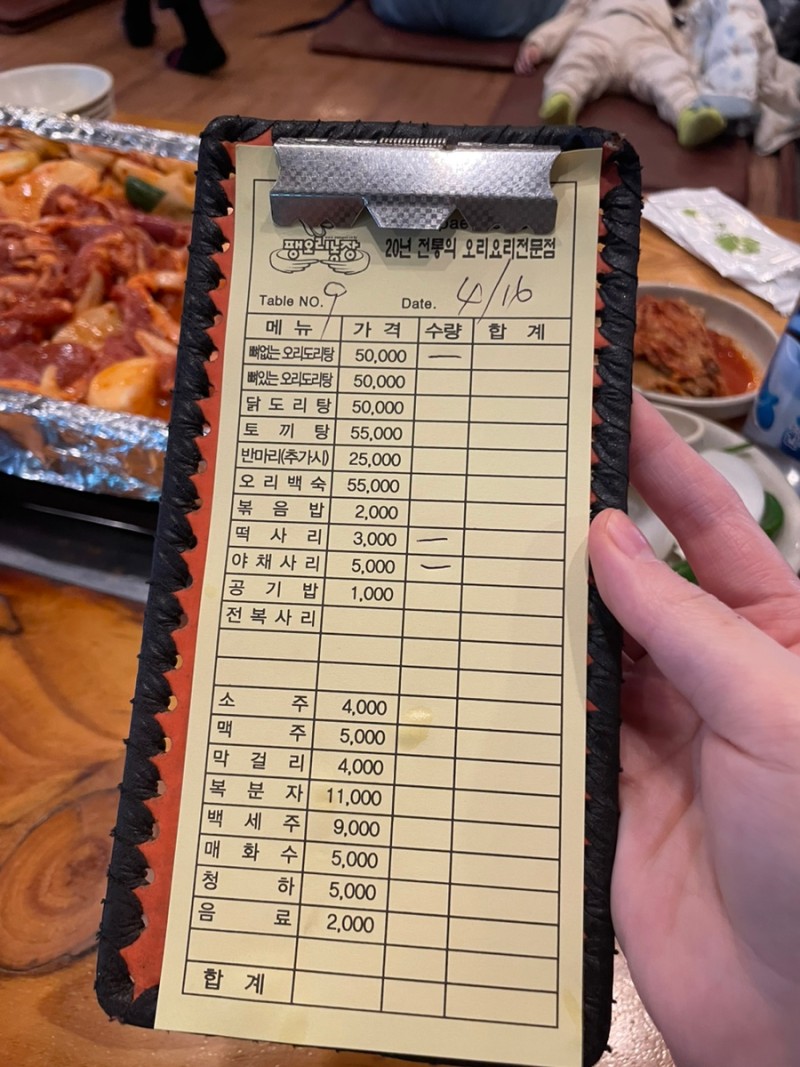 팽오리농장
20년 전통의 오리요리전문점
Table NO. 9 Date. 4/16
메뉴 가격 수량 합계
뼈없는 오리도리탕 50,000 一
뼈있는 오리도리탕 50,000
닭도리탕 50,000
토끼탕 55,000
반마리(추가시) 25,000
오리백숙 55,000
볶음밥 2,000
떡사리 3,000 一
야채사리 5,000 一
공기밥 1,000
전복사리
소주 4,000
맥주 5,000
막걸리 4,000
복분자 11,000
백세주 9,000
매화수 5,000
청하 5,000
음료 2,000
합계